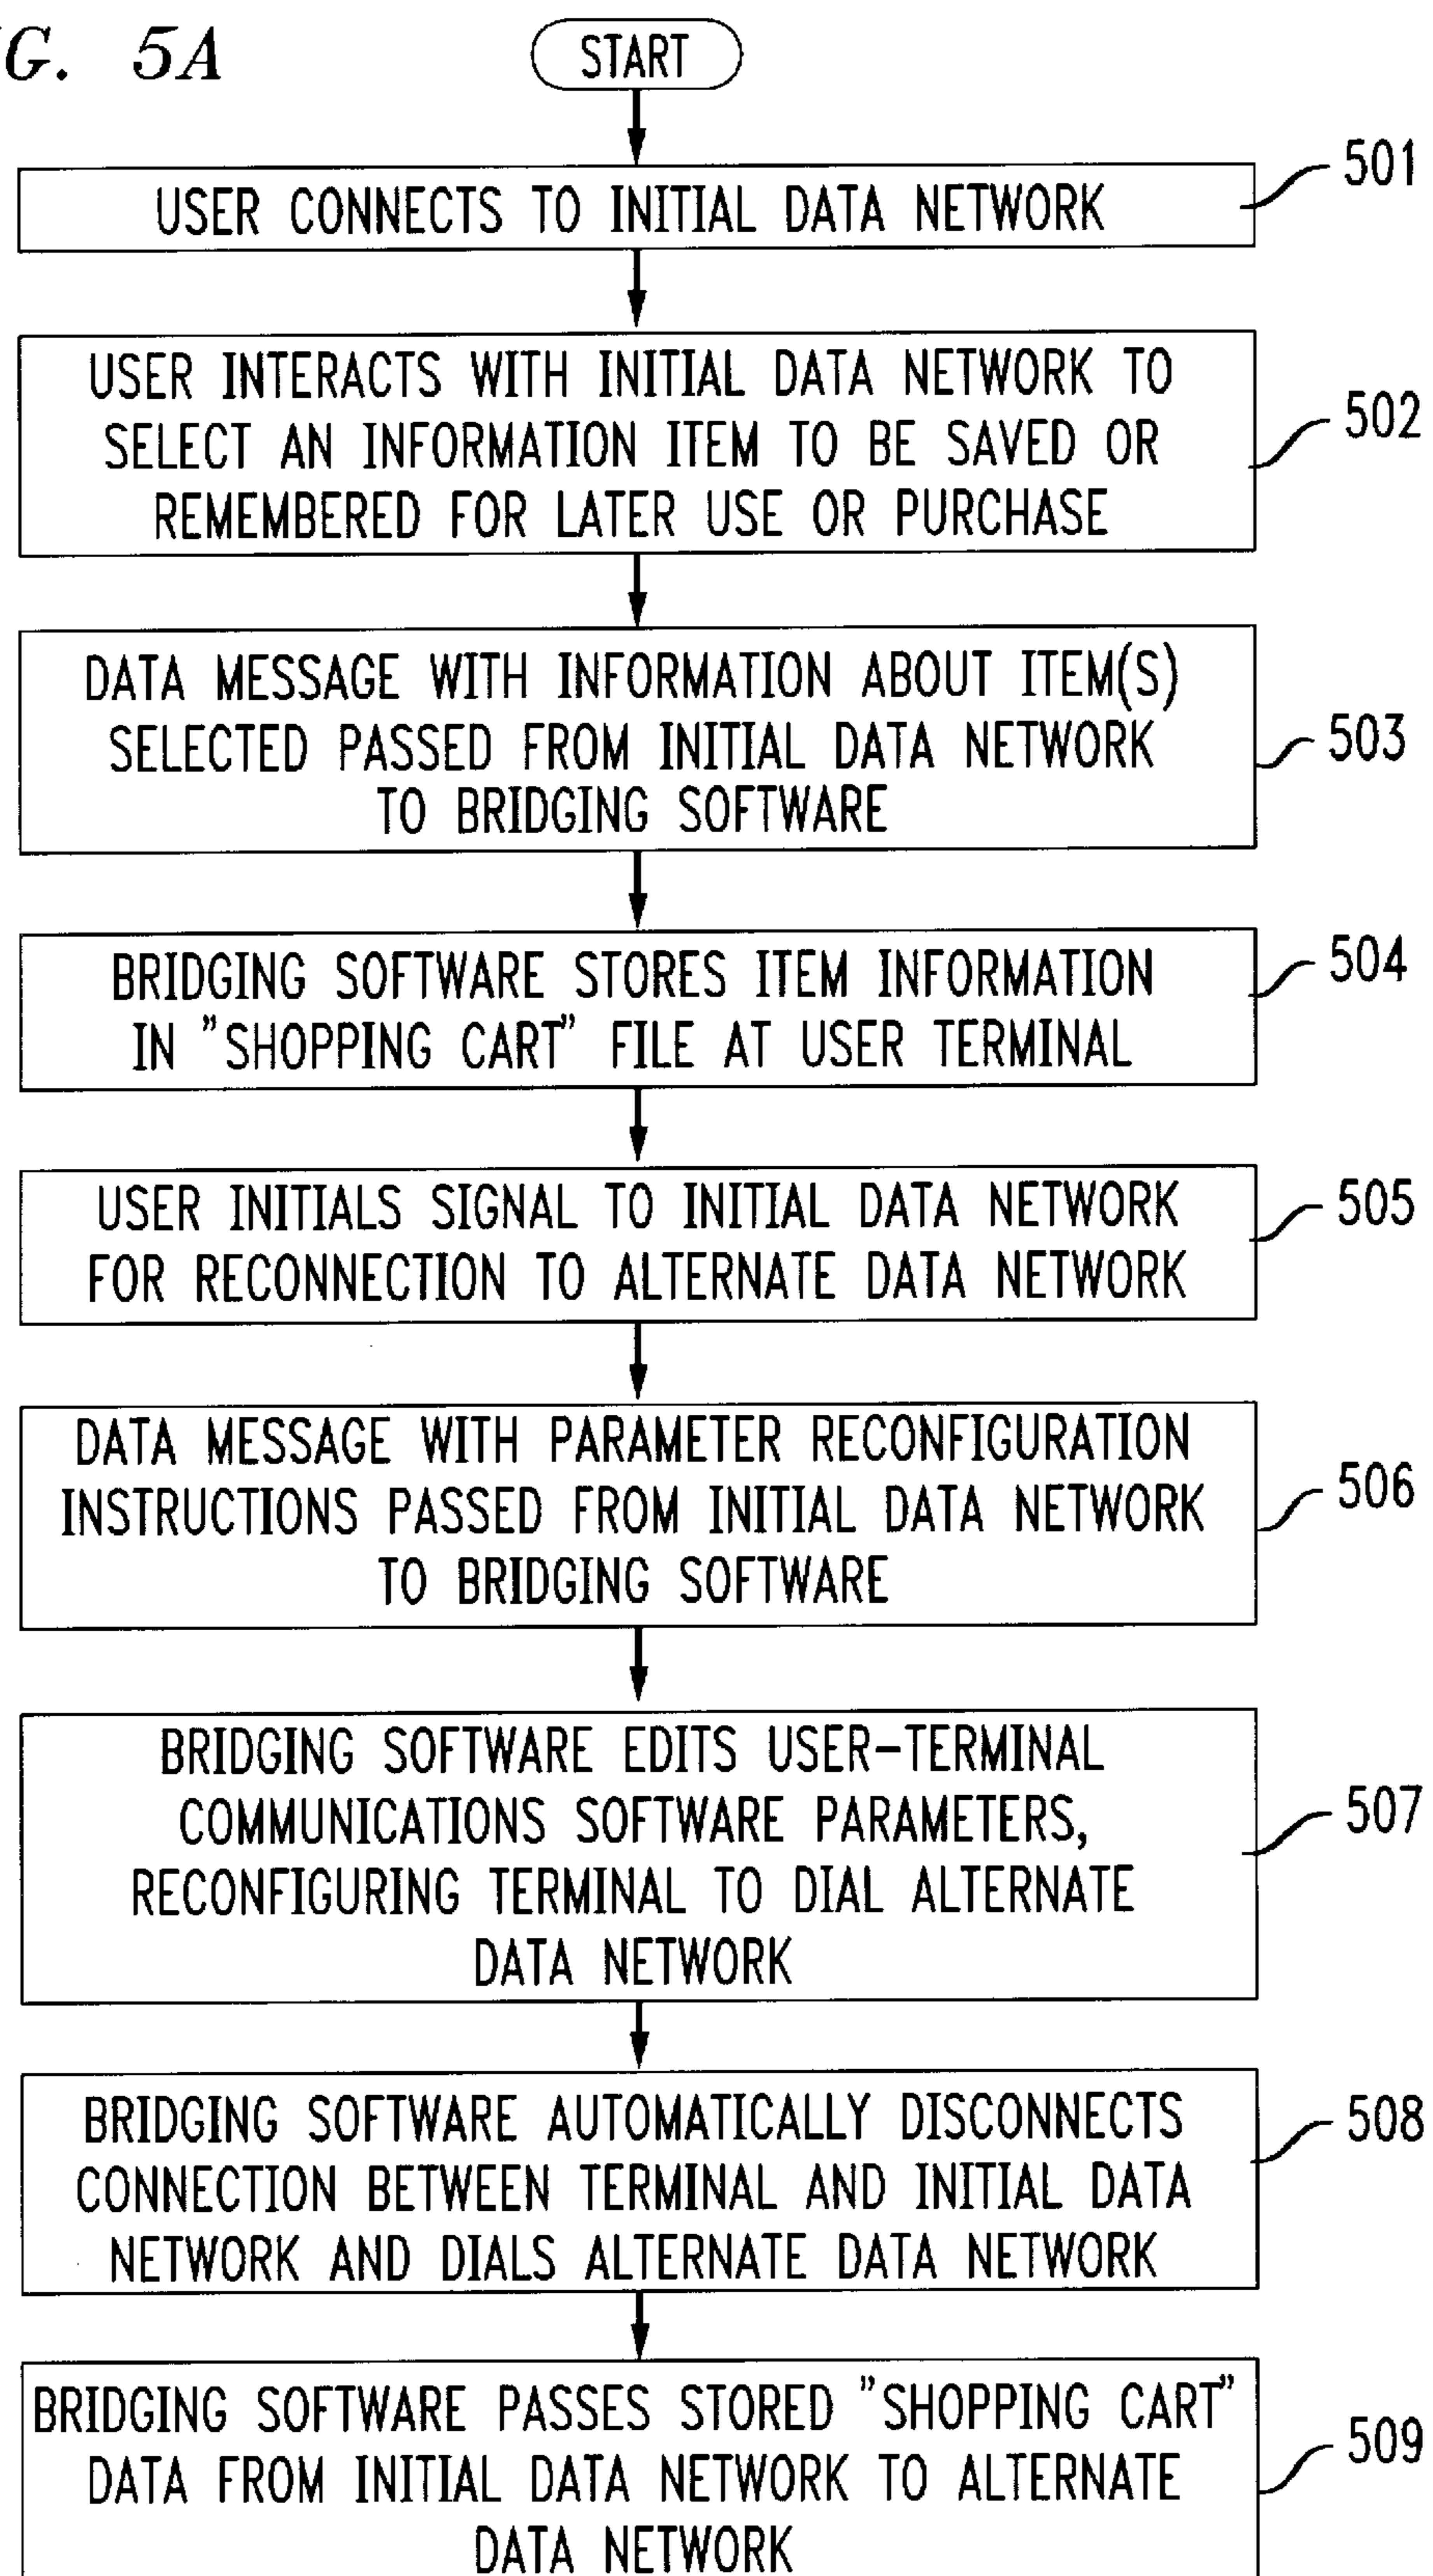 G. 5A
START
501
USER CONNECTS TO INITIAL DATA NETWORK
USER INTERACTS WITH INITIAL DATA NETWORK TO
SELECT AN INFORMATION ITEM TO BE SAVED OR
REMEMBERED FOR LATER USE OR PURCHASE
502
DATA MESSAGE WITH INFORMATION ABOUT ITEM(S)
SELECTED PASSED FROM INITIAL DATA NETWORK
TO BRIDGING SOFTWARE
503
BRIDGING SOFTWARE STORES ITEM INFORMATION
IN "SHOPPING CART" FILE AT USER TERMINAL
504
USER INITIALS SIGNAL TO INITIAL DATA NETWORK
FOR RECONNECTION TO ALTERNATE DATA NETWORK
505
DATA MESSAGE WITH PARAMETER RECONFIGURATION
INSTRUCTIONS PASSED FROM INITIAL DATA NETWORK
TO BRIDGING SOFTWARE
506
BRIDGING SOFTWARE EDITS USER-TERMINAL
COMMUNICATIONS SOFTWARE PARAMETERS,
RECONFIGURING TERMINAL TO DIAL ALTERNATE
DATA NETWORK
507
BRIDGING SOFTWARE AUTOMATICALLY DISCONNECTS
CONNECTION BETWEEN TERMINAL AND INITIAL DATA
NETWORK AND DIALS ALTERNATE DATA NETWORK
508
BRIDGING SOFTWARE PASSES STORED "SHOPPING CART"
DATA FROM INITIAL DATA NETWORK TO ALTERNATE
DATA NETWORK
509